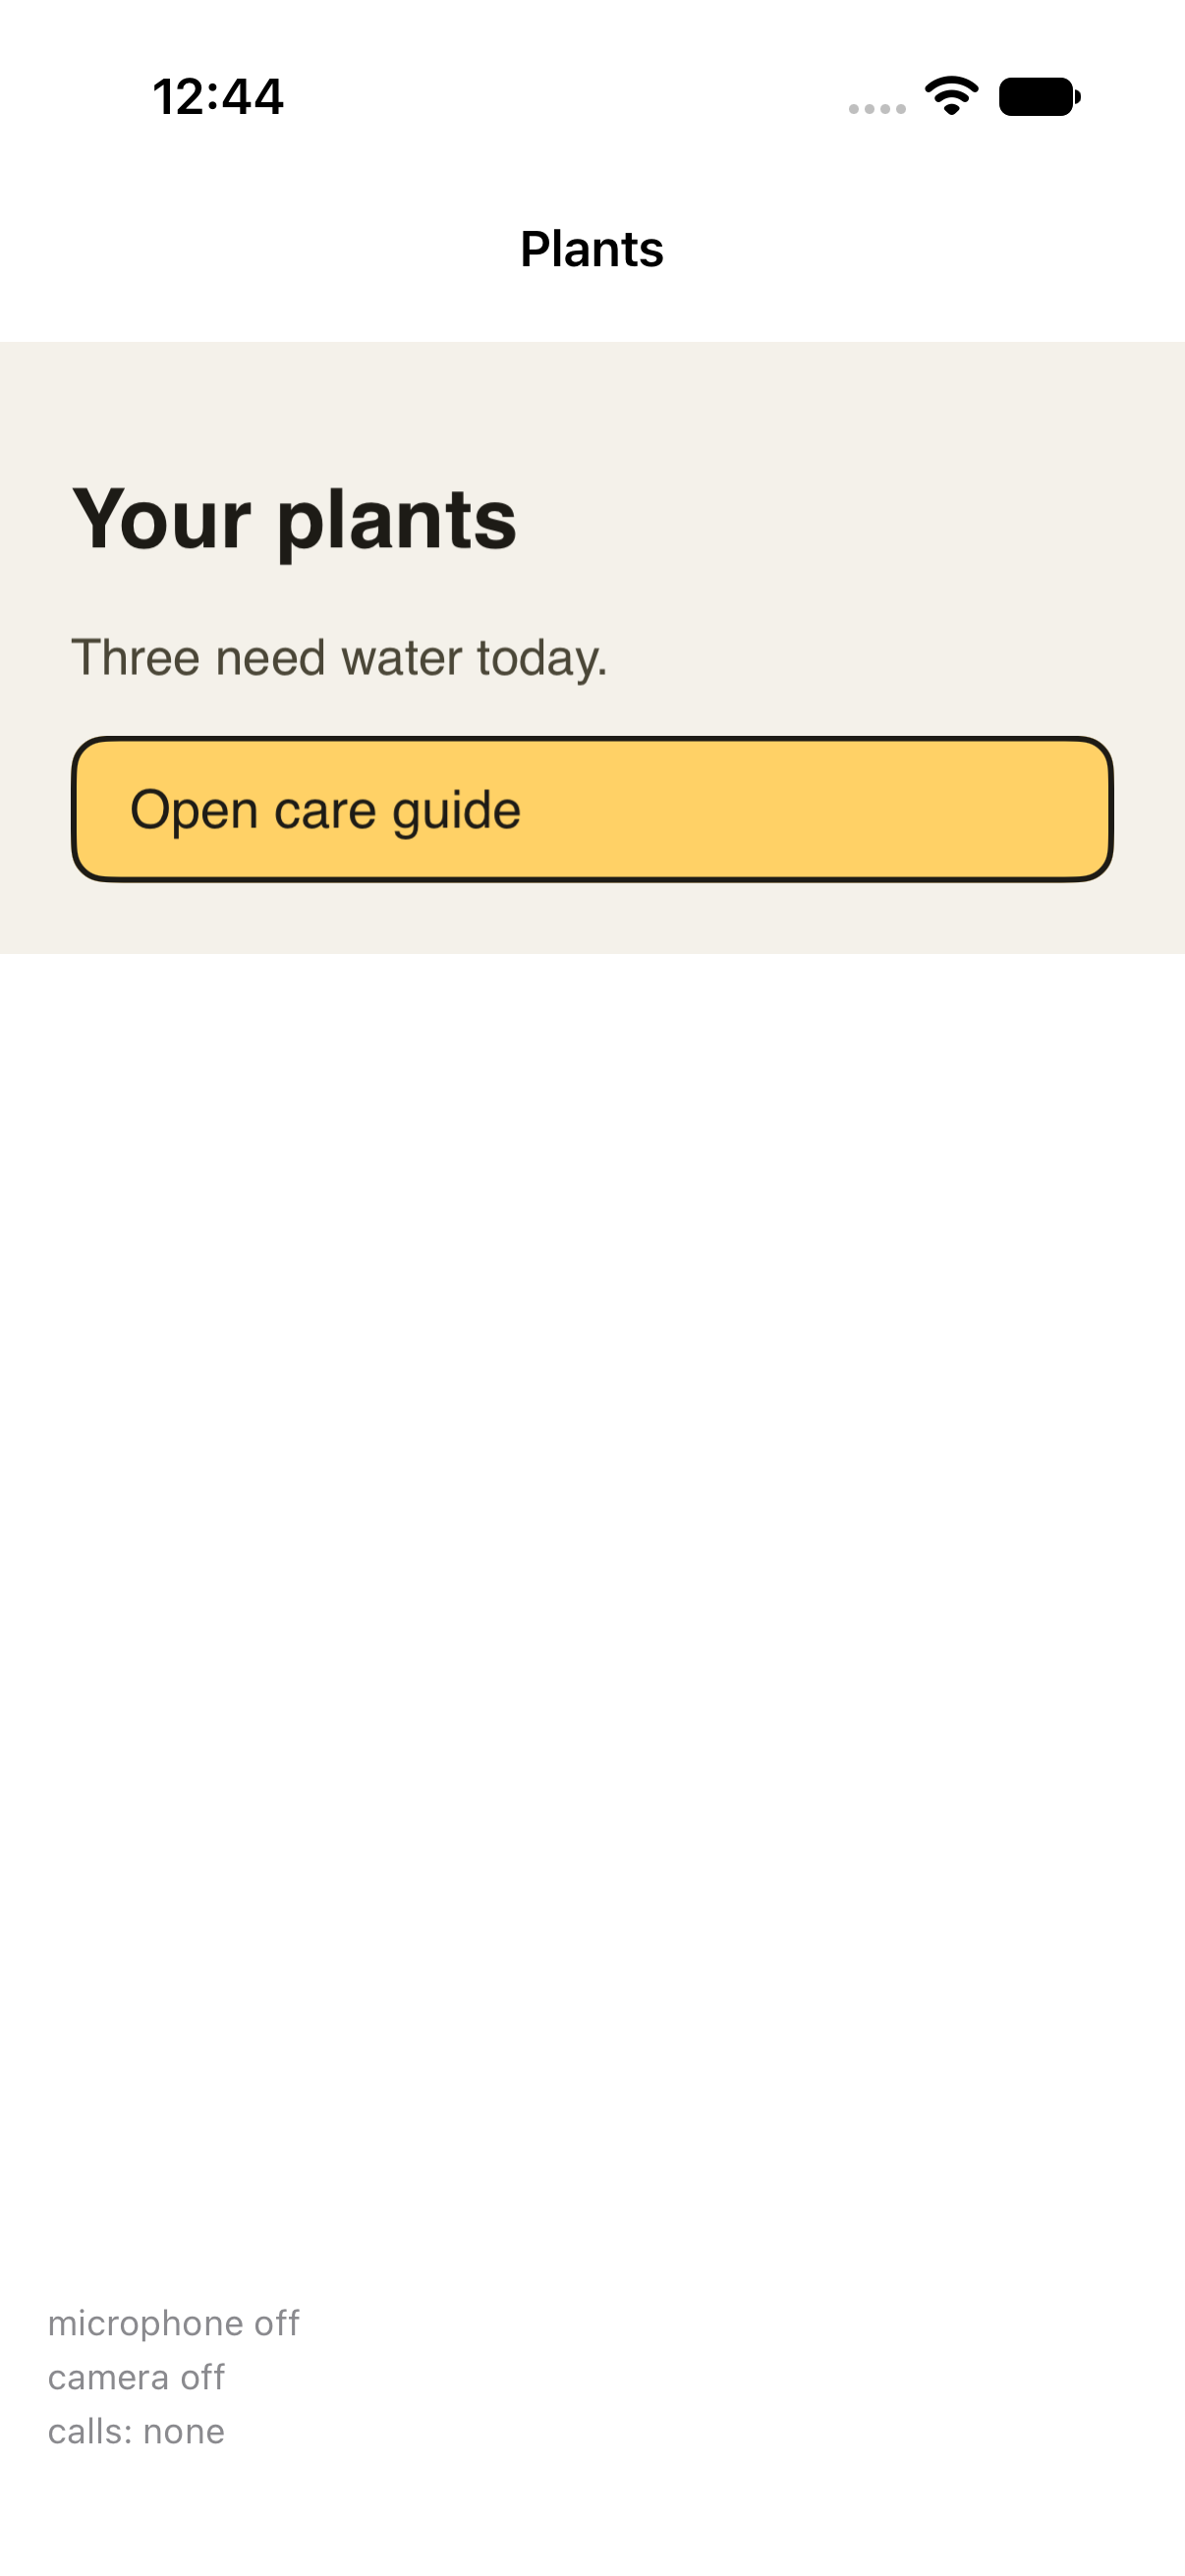 12:44
Plants
Your plants
Three need water today.
Open care guide
microphone off
camera off
calls: none